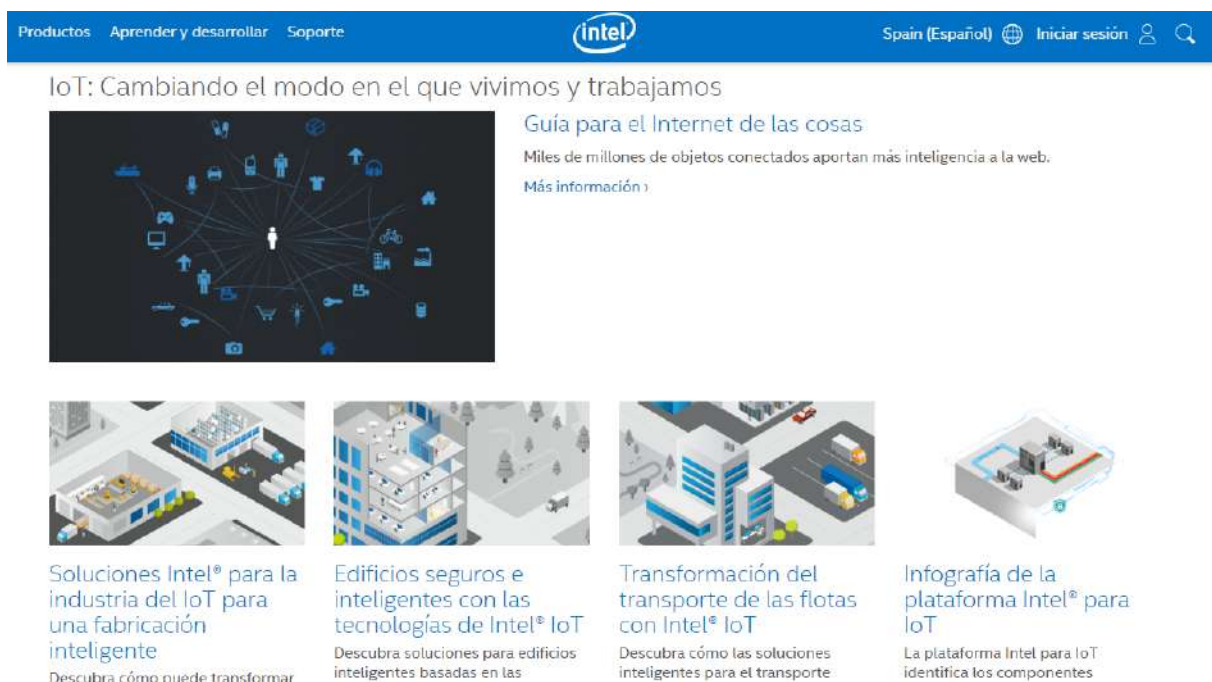 Productos Aprender y desarrollar Soporte
intel
Spain (Español) Iniciar sesión
IoT: Cambiando el modo en el que vivimos y trabajamos
Guía para el Internet de las cosas
Miles de millones de objetos conectados aportan más inteligencia a la web.
Más información ›
Soluciones Intel® para la
industria del IoT para
una fabricación
inteligente
Descubra cómo puede transformar
Edificios seguros e
inteligentes con las
tecnologías de Intel® IoT
Descubra soluciones para edificios
inteligentes basadas en las
Transformación del
transporte de las flotas
con Intel® IoT
Descubra cómo las soluciones
inteligentes para el transporte
Infografía de la
plataforma Intel® para
IoT
La plataforma Intel para IoT
identifica los componentes